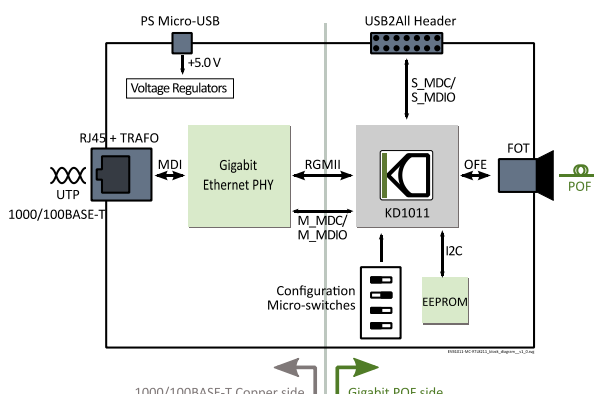 PS Micro-USB
USB2All Header
+5.0 V
Voltage Regulators
S_MDC/
S_MDIO
RJ45 + TRAFO
FOT
MDI
Gigabit
Ethernet PHY
RGMII
OFE
UTP
POF
1000/100BASE-T
KD1011
M_MDC/
M_MDIO
I2C
Configuration
Micro-switches
EEPROM
1000/100BASE-T Copper side
Gigabit POF side